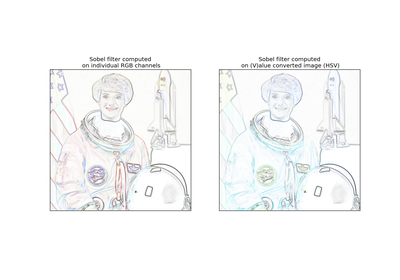 Sobel filter computed
on individual RGB channels
Sobel filter computed
on (V)alue converted image (HSV)